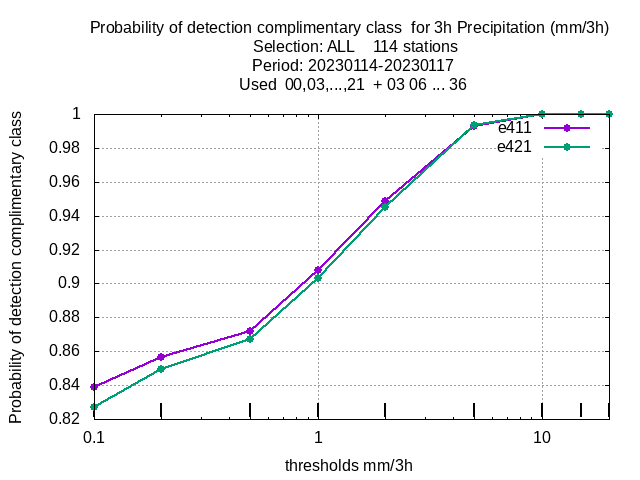 Probability of detection complimentary class  for 3h Precipitation (mm/3h)
Selection: ALL    114 stations
Period: 20230114-20230117
Used  00,03,...,21  + 03 06 ... 36
Probability of detection complimentary class
1
0.98
0.96
0.94
0.92
0.9
0.88
0.86
0.84
0.82
e411
e421
0.1
1
10
thresholds mm/3h